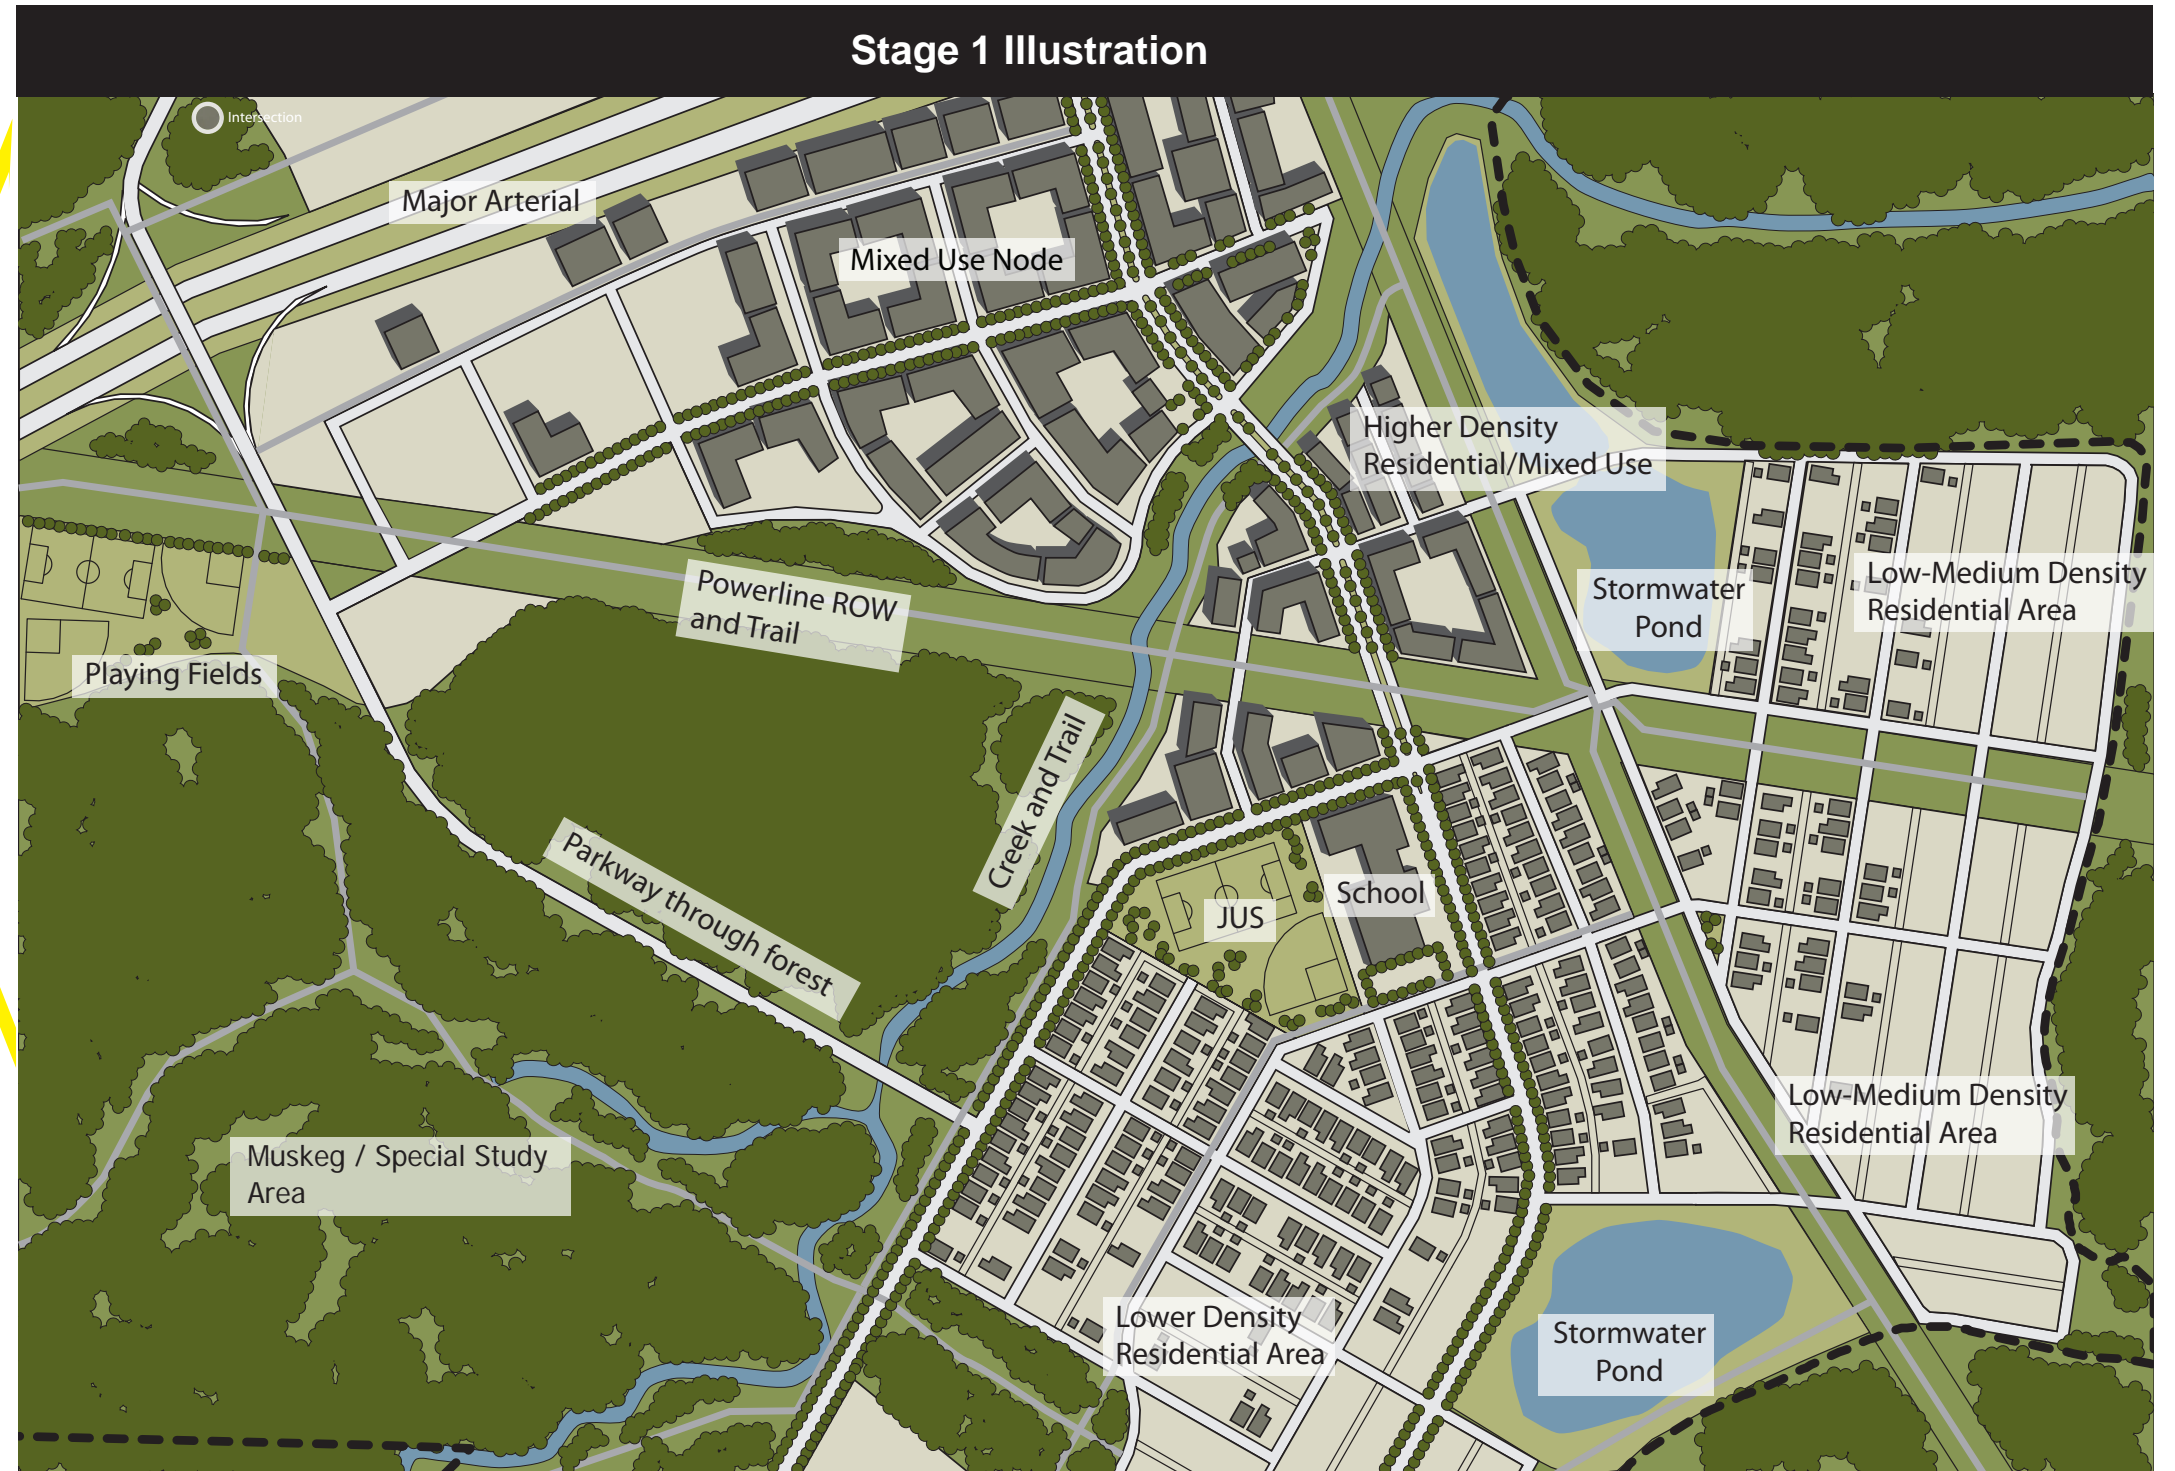 Stage 1 Illustration
Intersection
Major Arterial
Mixed Use Node
Higher Density
Residential/Mixed Use
Stormwater
Pond
Low-Medium Density
Residential Area
Powerline ROW
and Trail
Playing Fields
Creek and Trail
Parkway through forest
School
JUS
Low-Medium Density
Residential Area
Muskeg / Special Study
Area
Lower Density
Residential Area
Stormwater
Pond